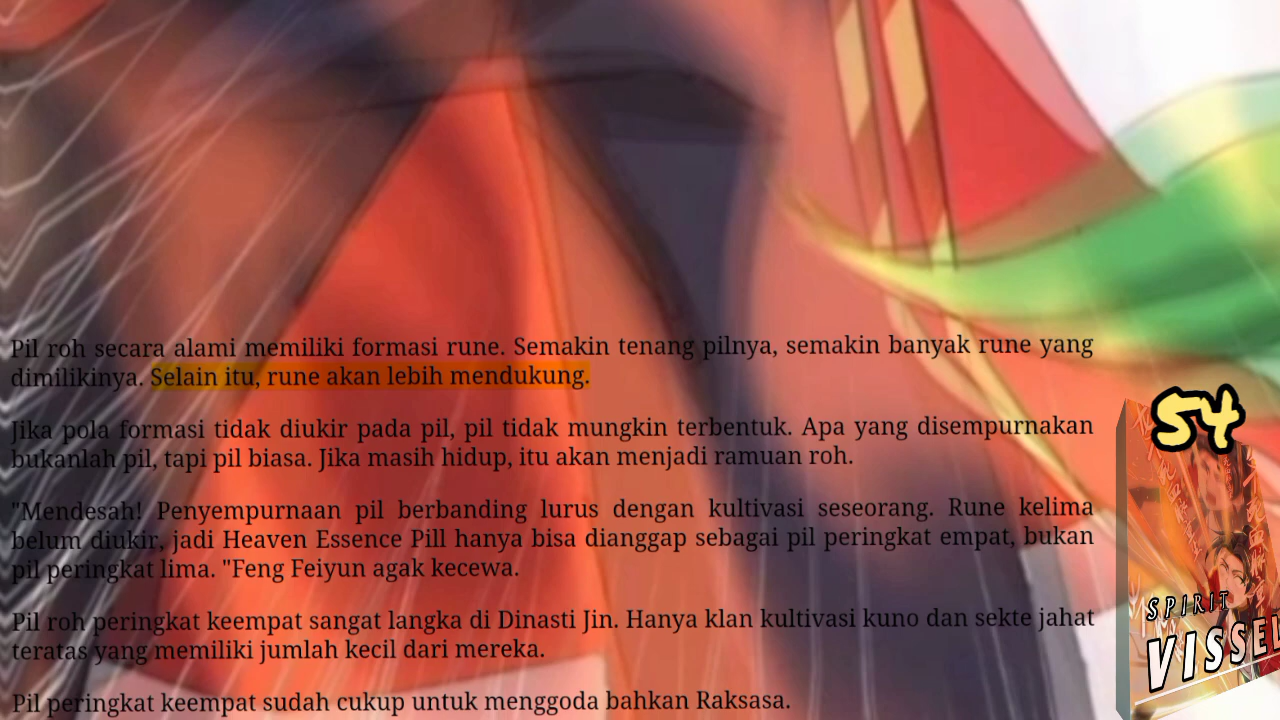 Pil roh secara alami memiliki formasi rune. Semakin tenang pilnya, semakin banyak rune yang
dimilikinya. Selain itu, rune akan lebih mendukung.
Jika pola formasi tidak diukir pada pil, pil tidak mungkin terbentuk. Apa yang disempurnakan
bukanlah pil, tapi pil biasa. Jika masih hidup, itu akan menjadi ramuan roh.
"Mendesah! Penyempurnaan pil berbanding lurus dengan kultivasi seseorang. Rune kelima
belum diukir, jadi Heaven Essence Pill hanya bisa dianggap sebagai pil peringkat empat, bukan
pil peringkat lima. "Feng Feiyun agak kecewa.
Pil roh peringkat keempat sangat langka di Dinasti Jin. Hanya klan kultivasi kuno dan sekte jahat
teratas yang memiliki jumlah kecil dari mereka.
Pil peringkat keempat sudah cukup untuk menggoda bahkan Raksasa.
54
SPIRIT
VISSEL